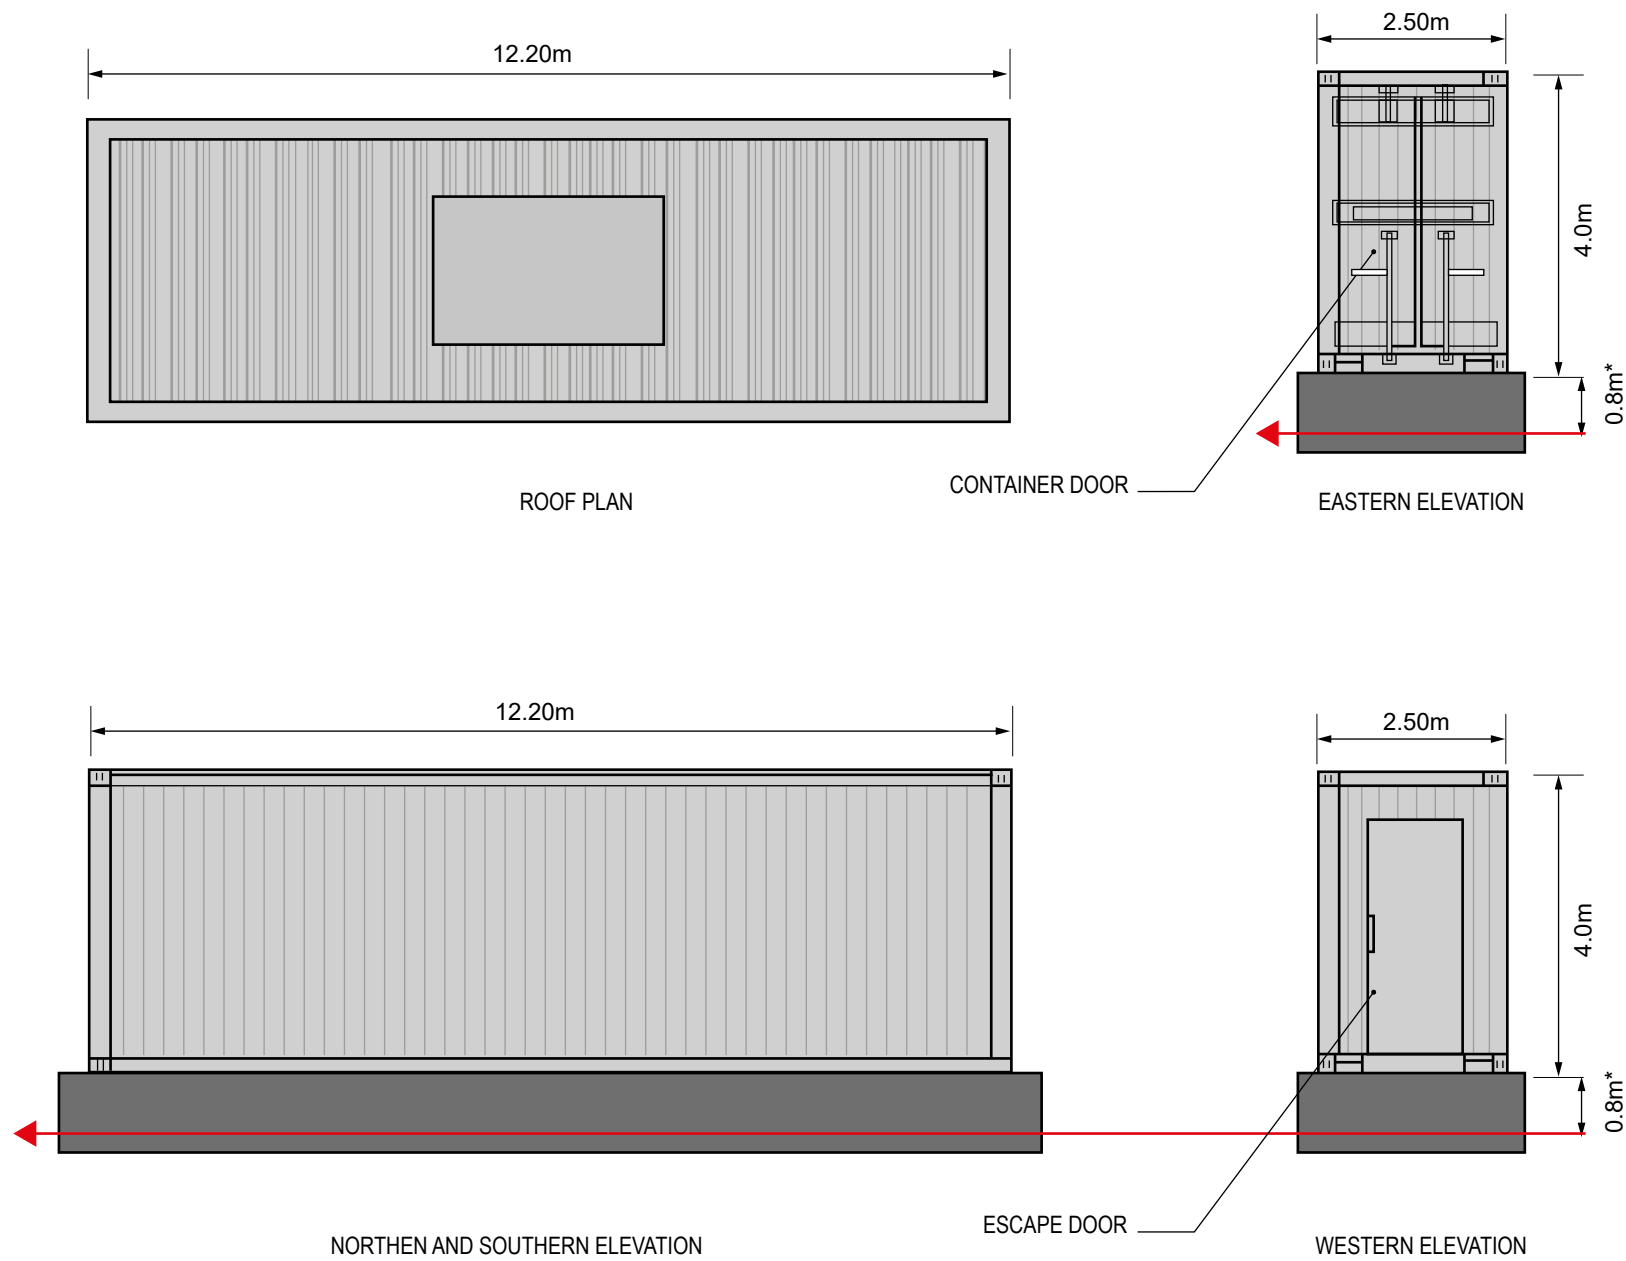 12.20m
2.50m
4.0m
0.8m*
CONTAINER DOOR
ROOF PLAN
EASTERN ELEVATION
12.20m
2.50m
4.0m
0.8m*
ESCAPE DOOR
NORTHEN AND SOUTHERN ELEVATION
WESTERN ELEVATION